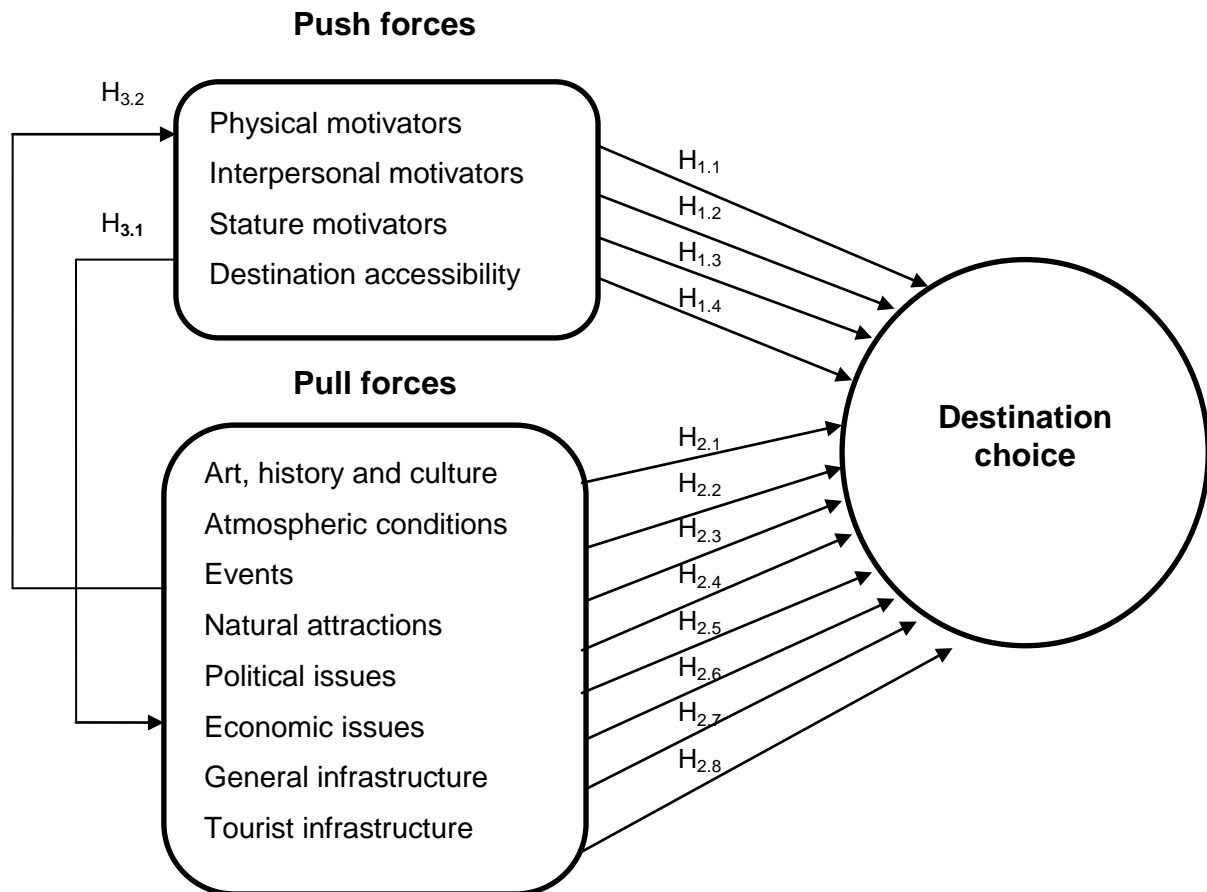 Push forces
H3.2
Physical motivators
Interpersonal motivators
Stature motivators
Destination accessibility
H3.1
H1.1
H1.2
H1.3
H1.4
Pull forces
Art, history and culture
Atmospheric conditions
Events
Natural attractions
Political issues
Economic issues
General infrastructure
Tourist infrastructure
H2.1
H2.2
H2.3
H2.4
H2.5
H2.6
H2.7
H2.8
Destination
choice